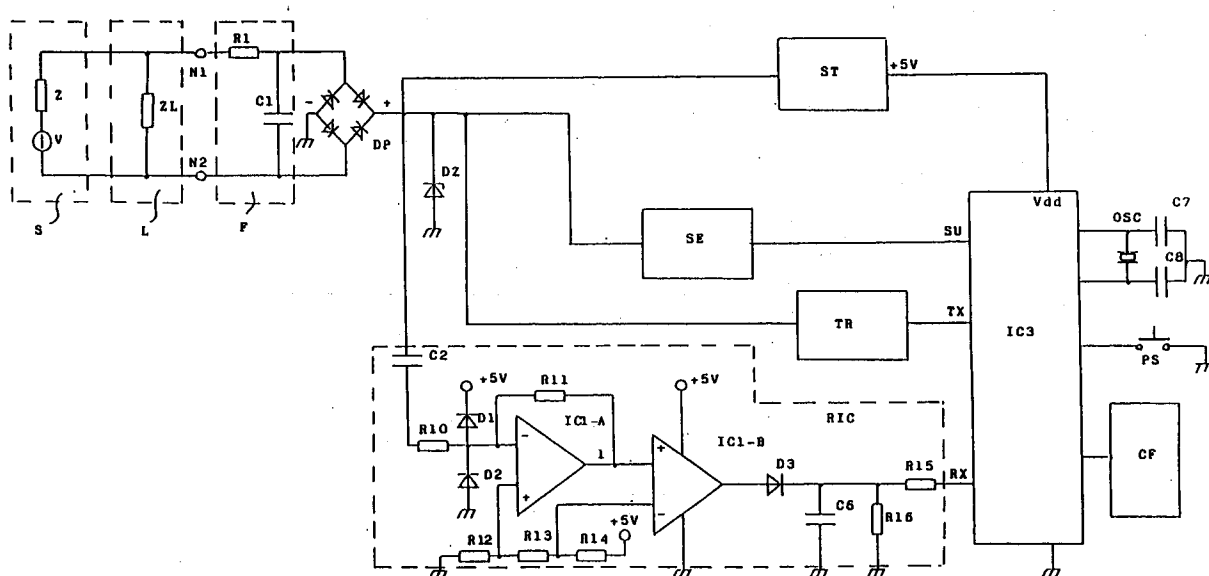 ST
+5V
R1
N1
Z
ZL
C1
-
+
V
DP
N2
DZ
S
L
F
Vdd
C7
OSC
SE
SU
C8
TR
TX
IC3
C2
PS
+5V
R11
+5V
RIC
D1
IC1-A
R10
-
IC1-B
1
+
D3
CF
D2
R15
RX
+
-
C6
R16
+5V
R12
R13
R14